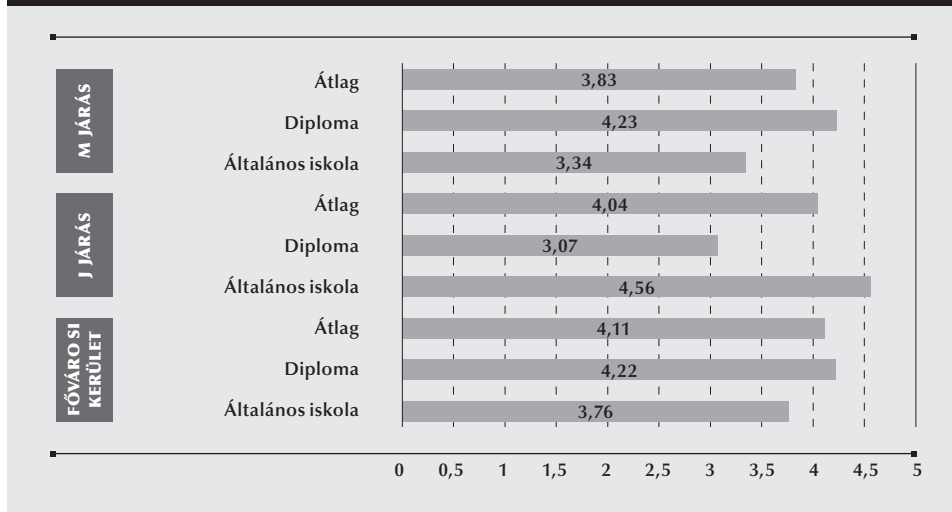 M JÁRÁS
Átlag 3,83
Diploma 4,23
Általános iskola 3,34
J JÁRÁS
Átlag 4,04
Diploma 3,07
Általános iskola 4,56
FŐVÁRO SI
KERÜLET
Átlag 4,11
Diploma 4,22
Általános iskola 3,76
0 0,5 1 1,5 2 2,5 3 3,5 4 4,5 5